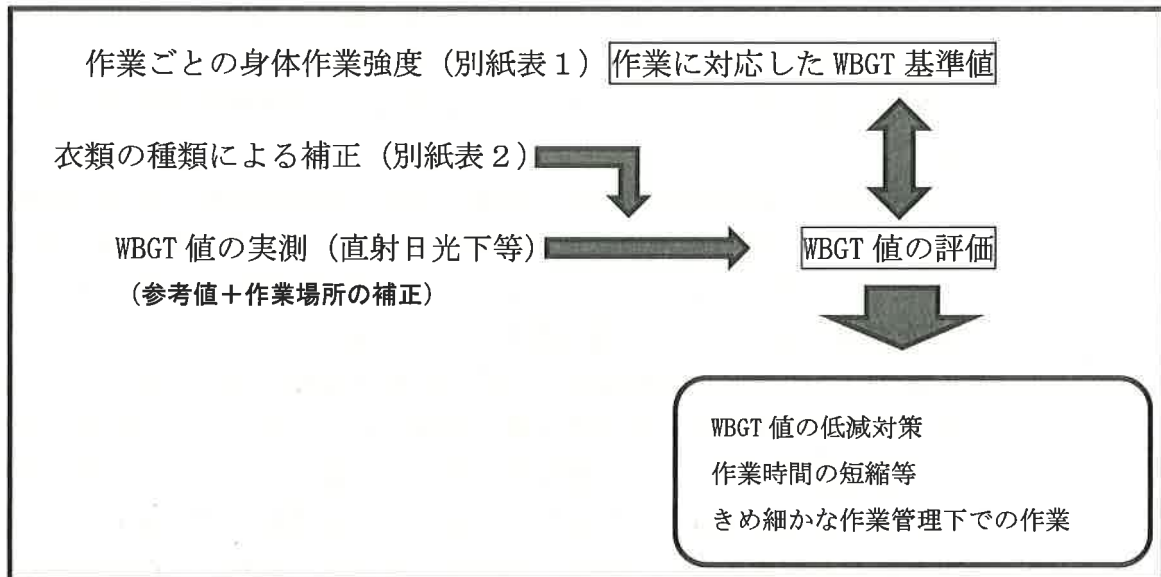 作業ごとの身体作業強度（別紙表１）作業に対応したWBGT基準値
衣類の種類による補正（別紙表２）
WBGT値の実測（直射日光下等）
WBGT値の評価
（参考値＋作業場所の補正）
WBGT値の低減対策
作業時間の短縮等
きめ細かな作業管理下での作業